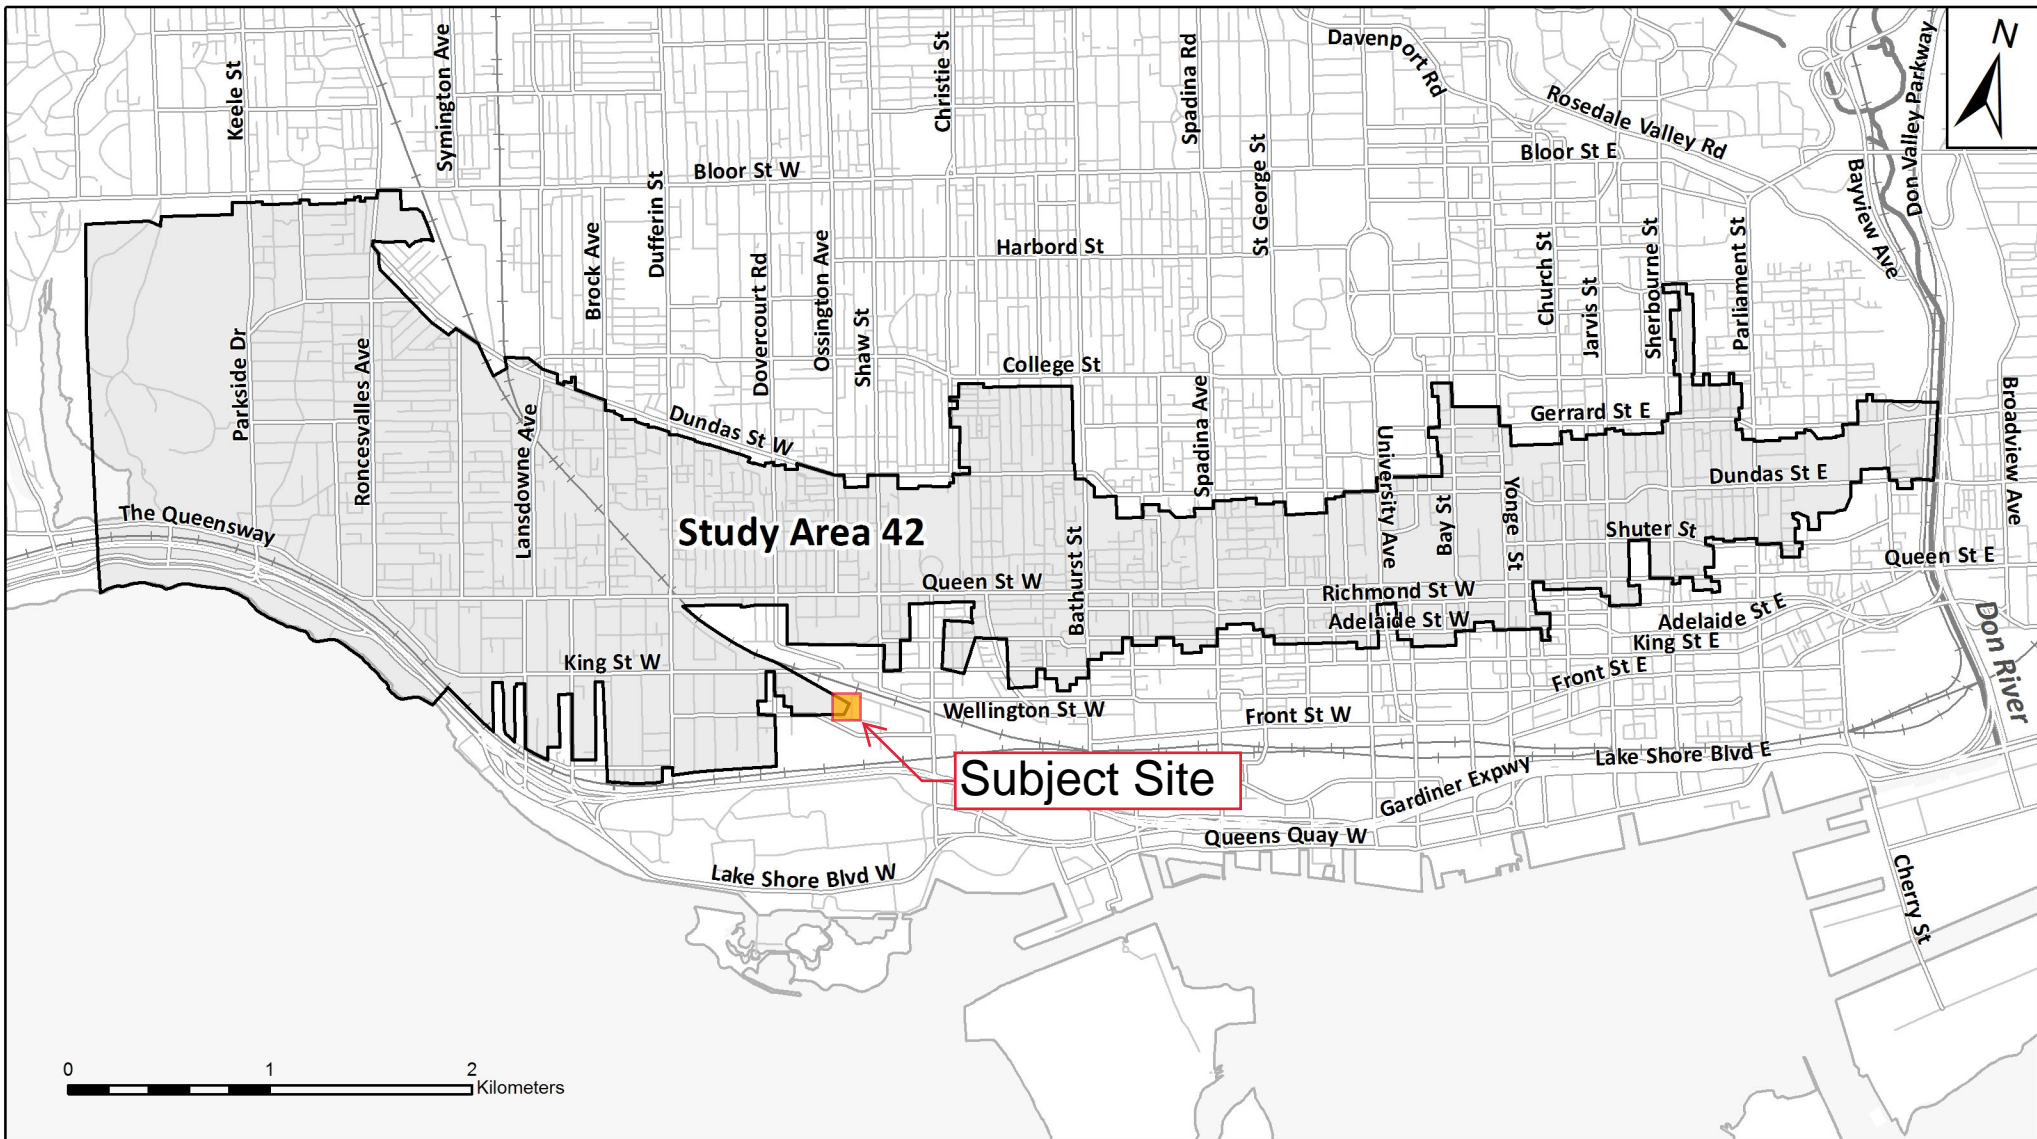 N
Keele St
Symington Ave
Christie St
Spadina Rd
Davenport Rd
Rosedale Valley Rd
Don Valley Parkway
Bloor St W
Bloor St E
Bayview Ave
St George St
Dufferin St
Brock Ave
Dovercourt Rd
Ossington Ave
Shaw St
Harbord St
Church St
Jarvis St
Sherbourne St
Parliament St
Parkside Dr
Roncesvalles Ave
Lansdowne Ave
Dundas St W
College St
Spadina Ave
University Ave
Bay St
Yonge St
Gerrard St E
Dundas St E
Broadview Ave
The Queensway
Study Area 42
Bathurst St
Shuter St
Queen St E
Queen St W
Richmond St W
Adelaide St W
Adelaide St E
King St E
King St W
Front St E
Don River
Wellington St W
Front St W
Subject Site
Lake Shore Blvd E
Gardiner Expwy
Queens Quay W
Lake Shore Blvd W
Cherry St
0 1 2
Kilometers